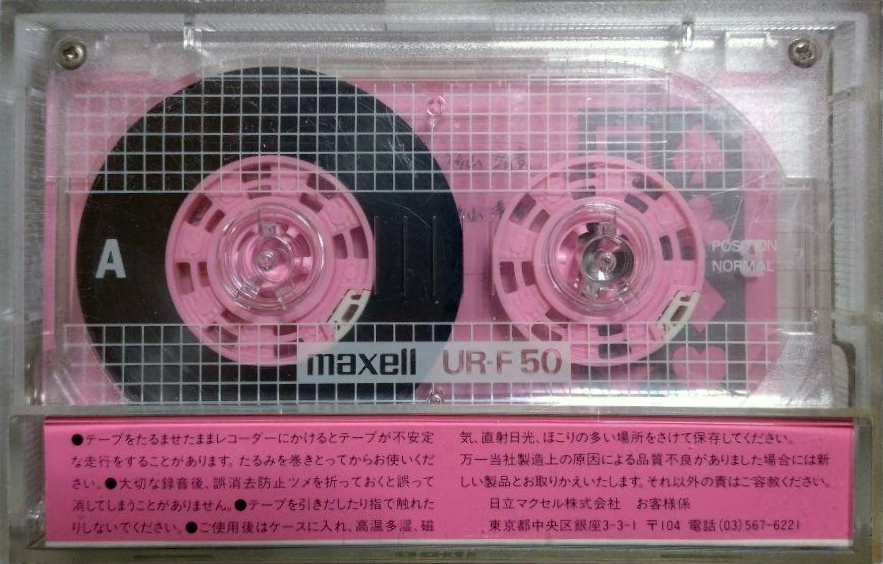 POSITION
NORMAL
A
maxell UR-F 50
●テープをたるませたままレコーダーにかけるとテープが不安定
な走行をすることがあります。たるみを巻きとってからお使いくだ
さい。●大切な録音後、誤消去防止ツメを折っておくと誤って
消してしまうことがありません。●テープを引きだしたり指で触れた
りしないでください。●ご使用後はケースに入れ、高温多湿、磁
気、直射日光、ほこりの多い場所をさけて保存してください。
万一当社製造上の原因による品質不良がありました場合には新
しい製品とお取りかえいたします。それ以外の責はご容赦ください。
日立マクセル株式会社 お客様係
東京都中央区銀座3-3-1 〒104 電話(03)567-6221